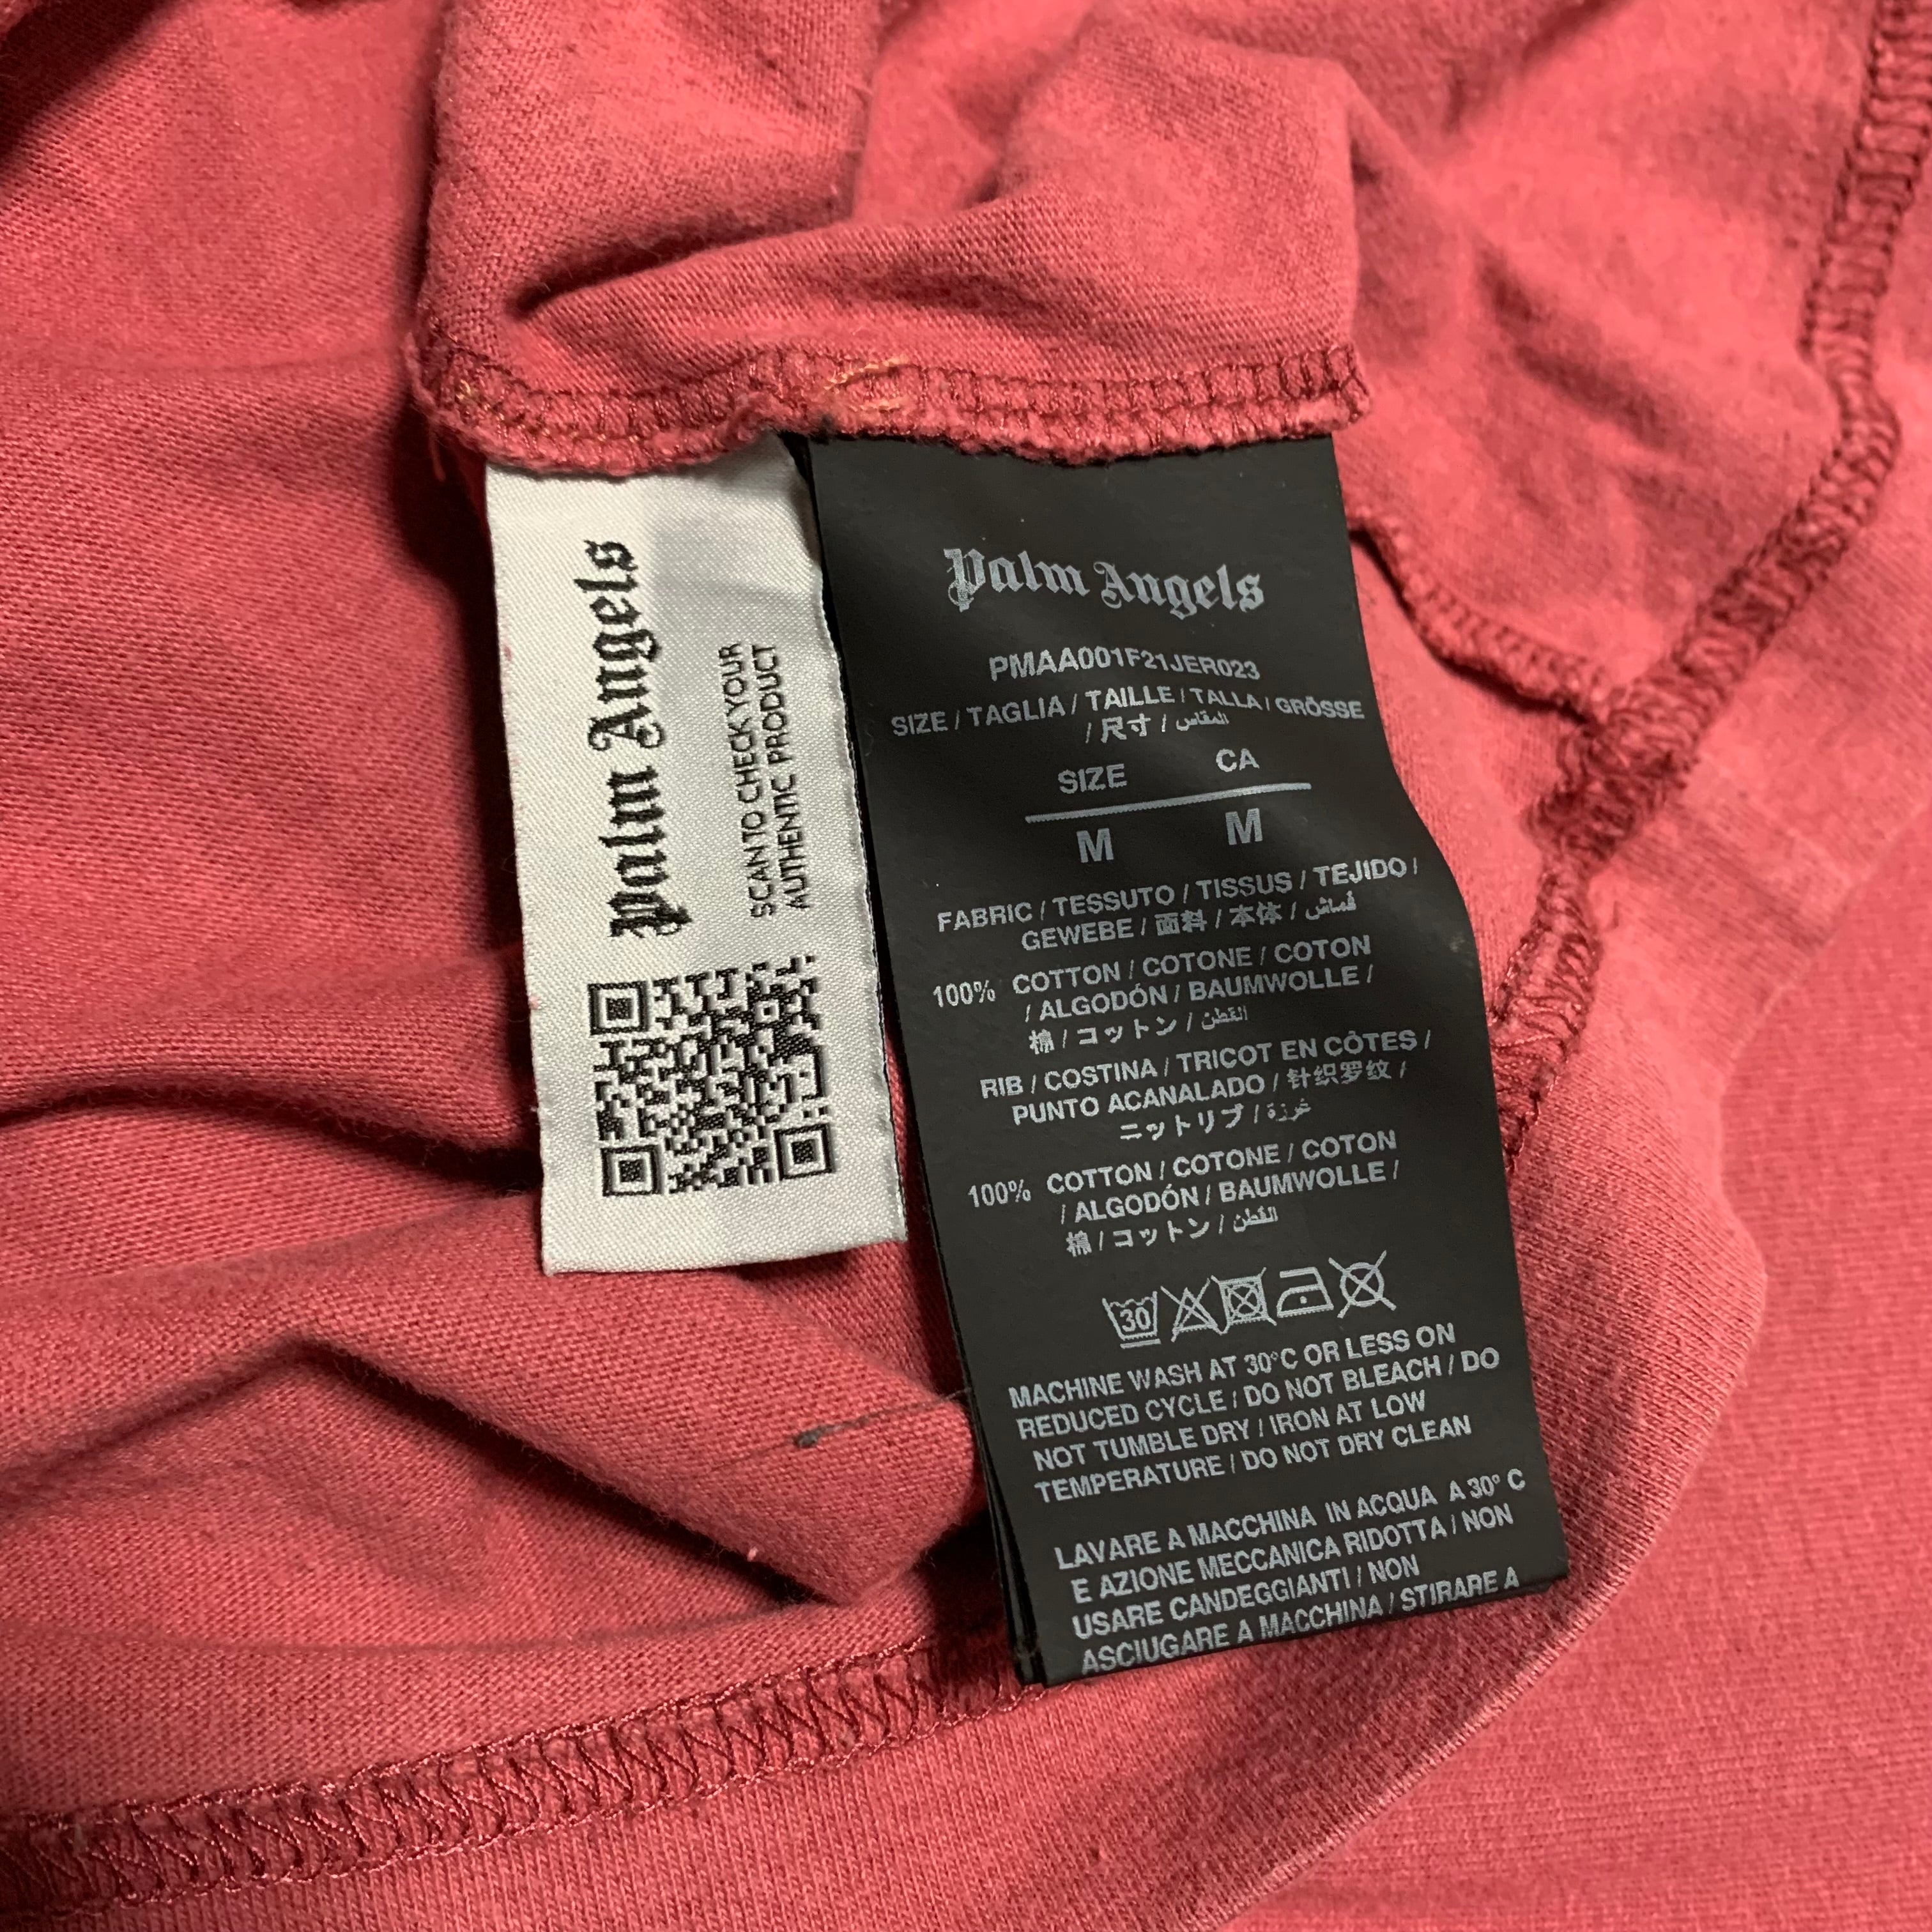 Palm Angels
SCAN TO CHECK YOUR
AUTHENTIC PRODUCT
Palm Angels
PMAA001F21JER023
SIZE / TAGLIA / TAILLE / TALLA / GRÖSSE
/ 尺寸 / المقاس
SIZE CA
M M
FABRIC / TESSUTO / TISSUS / TEJIDO /
GEWEBE / 面料 / 本体 / قماش
100% COTTON / COTONE / COTON
/ ALGODÓN / BAUMWOLLE /
棉 / コットン / القطن
RIB / COSTINA / TRICOT EN CÔTES /
PUNTO ACANALADO / 针织罗纹 /
ニットリブ / غرزة
100% COTTON / COTONE / COTON
/ ALGODÓN / BAUMWOLLE /
棉 / コットン / القطن
30
MACHINE WASH AT 30°C OR LESS ON
REDUCED CYCLE / DO NOT BLEACH / DO
NOT TUMBLE DRY / IRON AT LOW
TEMPERATURE / DO NOT DRY CLEAN
LAVARE A MACCHINA IN ACQUA A 30° C
E AZIONE MECCANICA RIDOTTA / NON
USARE CANDEGGIANTI / NON
ASCIUGARE A MACCHINA / STIRARE A